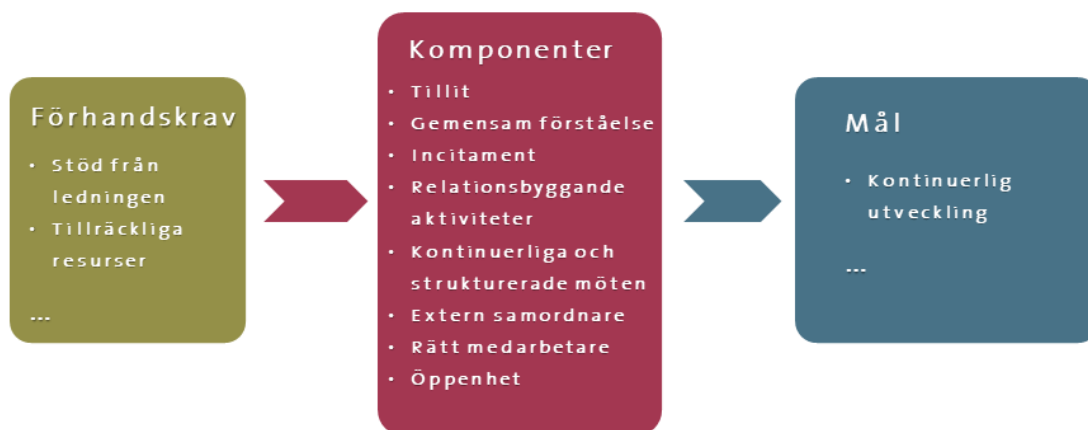 Förhandskrav
• Stöd från
ledningen
• Tillräckliga
resurser
...
Komponenter
• Tillit
• Gemensam förståelse
• Incitament
• Relationsbyggande
aktiviteter
• Kontinuerliga och
strukturerade möten
• Extern samordnare
• Rätt medarbetare
• Öppenhet
Mål
• Kontinuerlig
utveckling
...